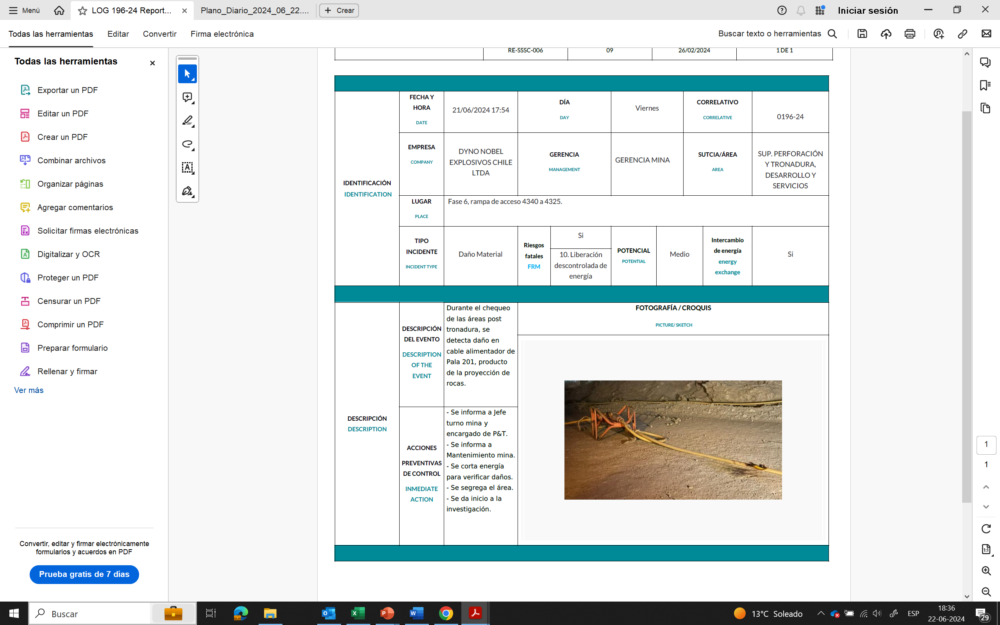 Menú
LOG 196-24 Report...
Plano_Diario_2024_06_22....
Crear
Iniciar sesión
Todas las herramientas
Editar
Convertir
Firma electrónica
Buscar texto o herramientas
Todas las herramientas
Exportar un PDF
Editar un PDF
Crear un PDF
Combinar archivos
Organizar páginas
Agregar comentarios
Solicitar firmas electrónicas
Digitalizar y OCR
Proteger un PDF
Censurar un PDF
Comprimir un PDF
Preparar formulario
Rellenar y firmar
Ver más
Convertir, editar y firmar electrónicamente
formularios y acuerdos en PDF
Prueba gratis de 7 días
RE-SSSC-006
09
26/02/2024
1 DE 1
IDENTIFICACIÓN
IDENTIFICATION
FECHA Y
HORA
DATE
21/06/2024 17:54
DÍA
DAY
Viernes
CORRELATIVO
CORRELATIVE
0196-24
EMPRESA
COMPANY
DYNO NOBEL
EXPLOSIVOS CHILE
LTDA
GERENCIA
MANAGEMENT
GERENCIA MINA
SUTCIA/ÁREA
AREA
SUP. PERFORACIÓN
Y TRONADURA,
DESARROLLO Y
SERVICIOS
LUGAR
PLACE
Fase 6, rampa de acceso 4340 a 4325.
TIPO
INCIDENTE
INCIDENT TYPE
Daño Material
Riesgos
fatales
FRM
Si
10. Liberación
descontrolada de
energía
POTENCIAL
POTENTIAL
Medio
Intercambio
de energía
energy
exchange
Si
DESCRIPCIÓN
DESCRIPTION
DESCRIPCIÓN
DEL EVENTO
DESCRIPTION
OF THE
EVENT
Durante el chequeo
de las áreas post
tronadura, se
detecta daño en
cable alimentador de
Pala 201, producto
de la proyección de
rocas.
FOTOGRAFÍA / CROQUIS
PICTURE/ SKETCH
ACCIONES
PREVENTIVAS
DE CONTROL
INMEDIATE
ACTION
- Se informa a Jefe
turno mina y
encargado de P&T.
- Se informa a
Mantenimiento mina.
- Se corta energía
para verificar daños.
- Se segrega el área.
- Se da inicio a la
investigación.
1
1
1:1
Buscar
13°C Soleado
ESP
18:36
22-06-2024
29